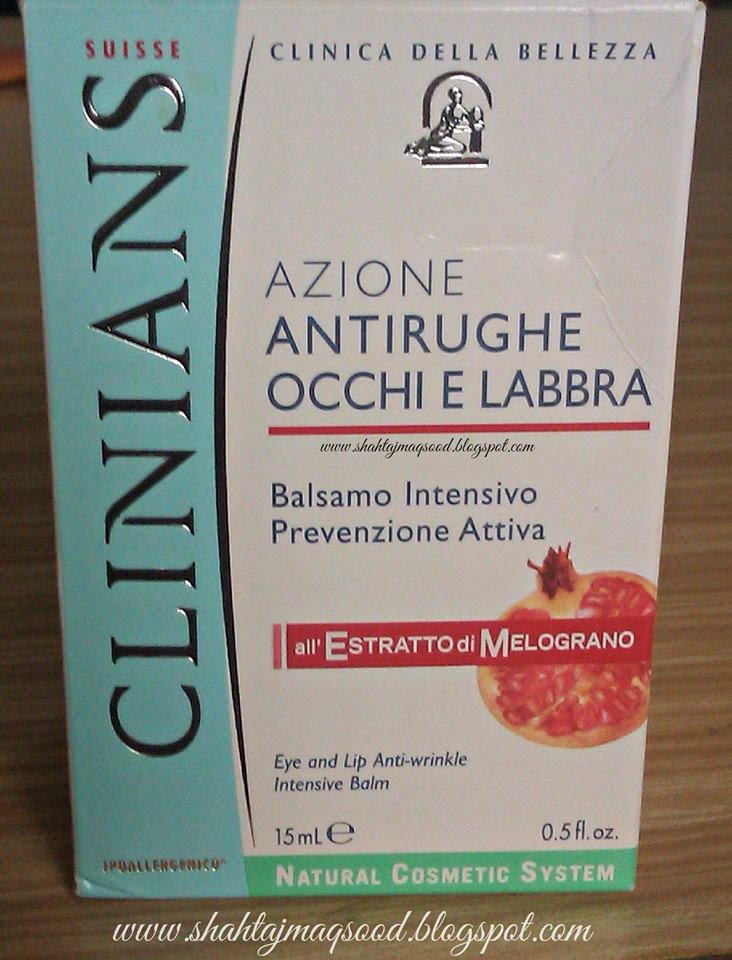 SUISSE
CLINIANS
IPOALLERGENICO
CLINICA DELLA BELLEZZA
AZIONE
ANTIRUGHE
OCCHI E LABBRA
www.shahtajmaqsood.blogspot.com
Balsamo Intensivo
Prevenzione Attiva
all' ESTRATTO di MELOGRANO
Eye and Lip Anti-wrinkle
Intensive Balm
15 mL ℮ 0.5 fl. oz.
NATURAL COSMETIC SYSTEM
www.shahtajmaqsood.blogspot.com